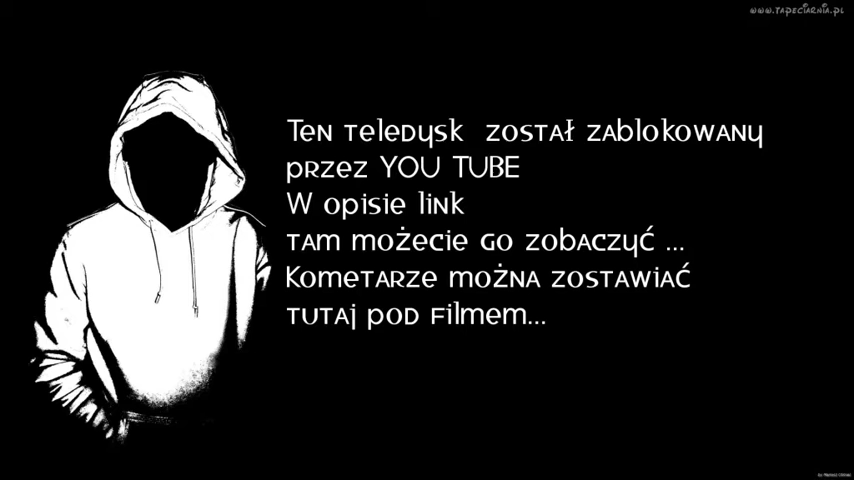 www.tapeciarnia.pl
Ten teledysk został zablokowany
przez YOU TUBE
W opisie link
tam możecie go zobaczyć ...
Kometarze można zostawiać
tutaj pod filmem...